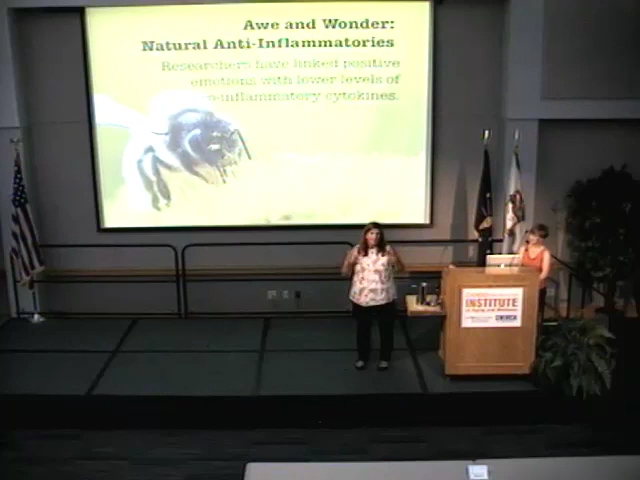 Awe and Wonder:
Natural Anti-Inflammatories
Researchers have linked positive
emotions with lower levels of
o-inflammatory cytokines.
INSTITUTE